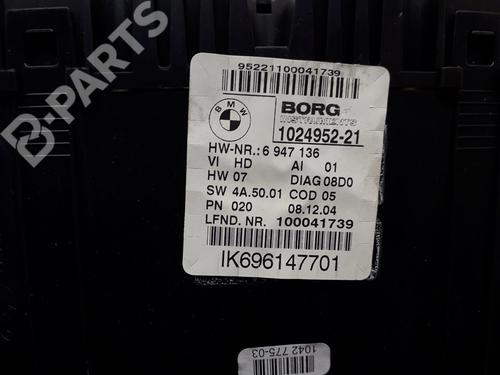 B-PARTS
95221100041739
BMW
BORG
INSTRUMENTS
1024952-21
HW-NR.: 6 947 136
VI HD AI 01
HW 07 DIAG 08D0
SW 4A.50.01 COD 05
PN 020 08.12.04
LFND. NR. 100041739
IK696147701
1042 775-03